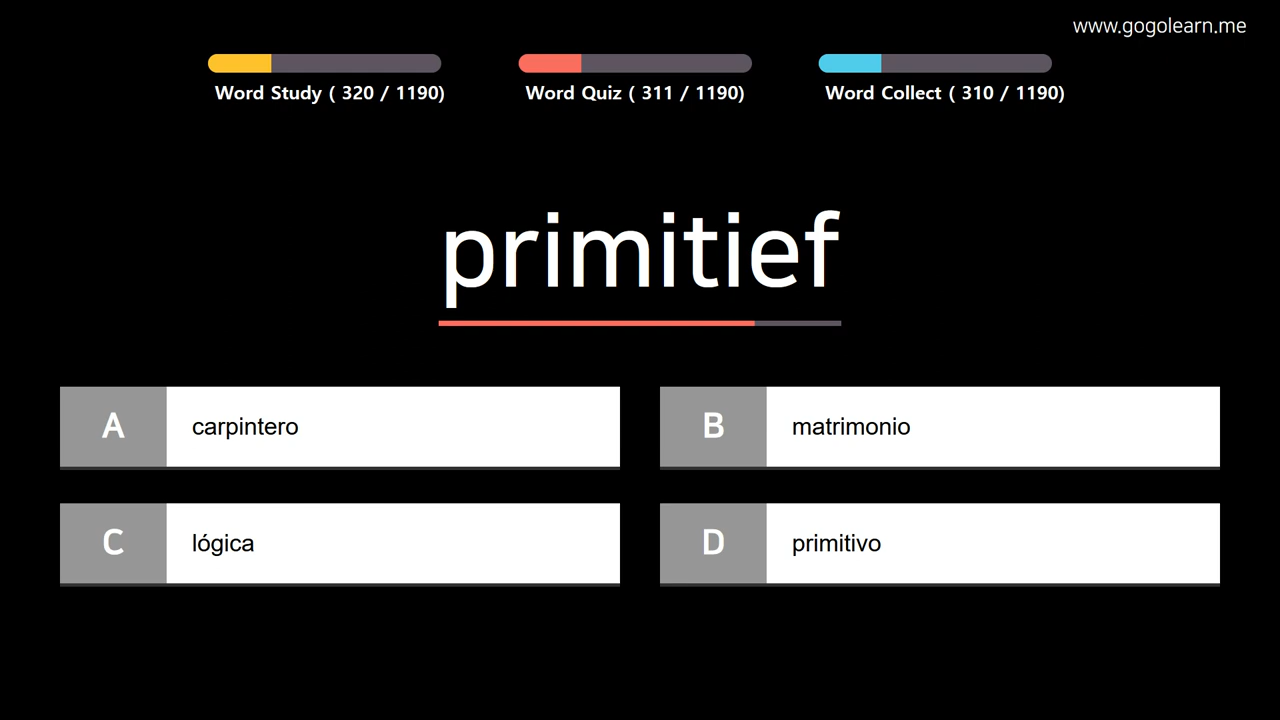 www.gogolearn.me
Word Study ( 320 / 1190)
Word Quiz ( 311 / 1190)
Word Collect ( 310 / 1190)
primitief
A carpintero
B matrimonio
C lógica
D primitivo